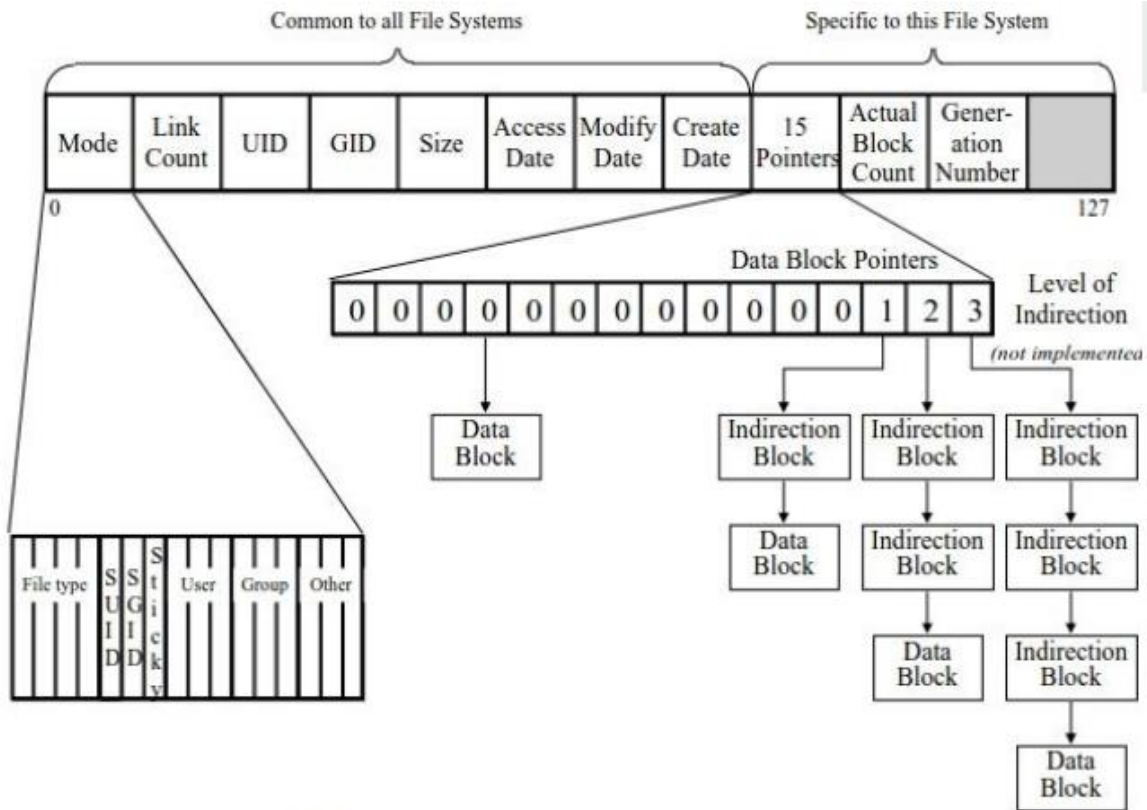 Common to all File Systems
Specific to this File System
Mode
Link
Count
UID
GID
Size
Access
Date
Modify
Date
Create
Date
15
Pointers
Actual
Block
Count
Gener-
ation
Number
0
127
Data Block Pointers
Level of
Indirection
0 0 0 0 0 0 0 0 0 0 0 0 1 2 3
(not implemented
Data
Block
Indirection
Block
Indirection
Block
Indirection
Block
Data
Block
Indirection
Block
Indirection
Block
File type
SUID
SGID
Sticky
User
Group
Other
Data
Block
Indirection
Block
Data
Block